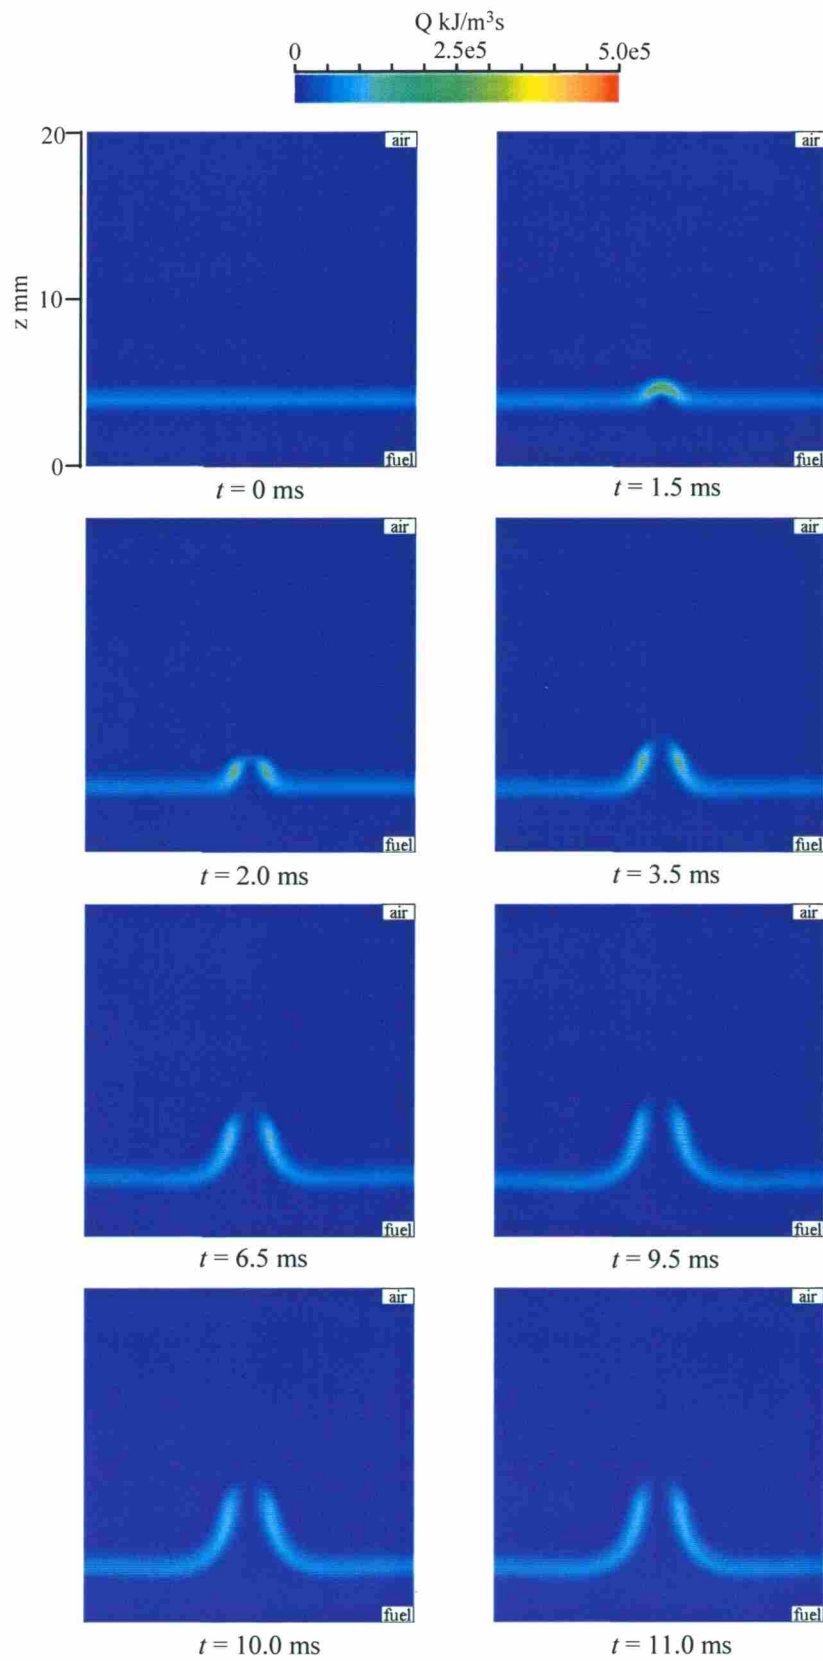 Q kJ/m³s
0 2.5e5 5.0e5
20 air air
10
z mm
0 fuel fuel
t = 0 ms t = 1.5 ms
air air
fuel fuel
t = 2.0 ms t = 3.5 ms
air air
fuel fuel
t = 6.5 ms t = 9.5 ms
air air
fuel fuel
t = 10.0 ms t = 11.0 ms